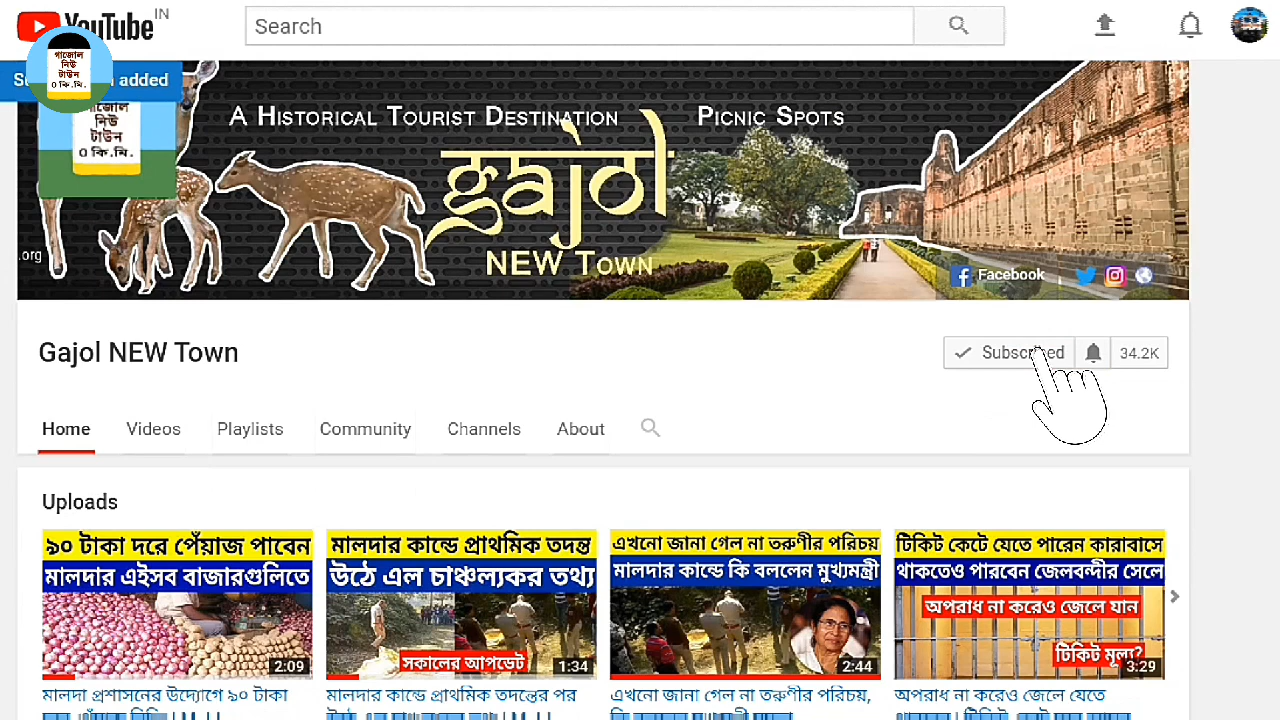 YouTube IN
Search
গাজোল
নিউ
টাউন
০ কি.মি.
added
নিউ
টাউন
০ কি.মি.
A Historical Tourist Destination
Picnic Spots
gajol
NEW Town
.org
Facebook
Gajol NEW Town
Subscribed
34.2K
Home
Videos
Playlists
Community
Channels
About
Uploads
৯০ টাকা দরে পেঁয়াজ পাবেন
মালদার এইসব বাজারগুলিতে
2:09
মালদা প্রশাসনের উদ্যোগে ৯০ টাকা
মালদার কান্ডে প্রাথমিক তদন্ত
উঠে এল চাঞ্চল্যকর তথ্য
সকালের আপডেট
1:34
মালদার কান্ডে প্রাথমিক তদন্তের পর
এখনো জানা গেল না তরুণীর পরিচয়
মালদার কান্ডে কি বললেন মুখ্যমন্ত্রী
2:44
এখনো জানা গেল না তরুণীর পরিচয়,
টিকিট কেটে যেতে পারেন কারাবাসে
থাকতেও পারবেন জেলবন্দীর সেলে
অপরাধ না করেও জেলে যান
টিকিট মূল্য?
3:29
অপরাধ না করেও জেলে যেতে